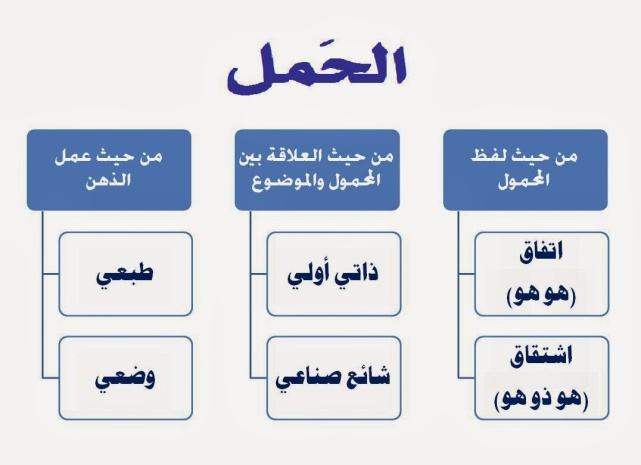 الحَمل
من حيث لفظ
المحمول
اتفاق
(هو هو)
اشتقاق
(هو ذو هو)
من حيث العلاقة بين
المحمول والموضوع
ذاتي أولي
شائع صناعي
من حيث عمل
الذهن
طبعي
وضعي